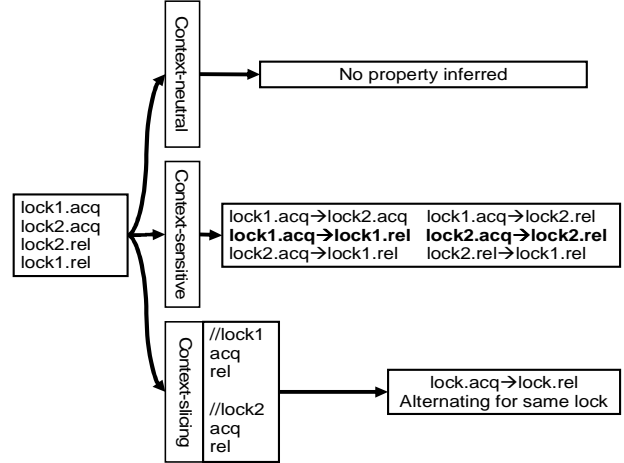 lock1.acq
lock2.acq
lock2.rel
lock1.rel
Context-neutral
No property inferred
Context-sensitive
lock1.acq→lock2.acq lock1.acq→lock2.rel
lock1.acq→lock1.rel lock2.acq→lock2.rel
lock2.acq→lock1.rel lock2.rel→lock1.rel
Context-slicing
//lock1
acq
rel
//lock2
acq
rel
lock.acq→lock.rel
Alternating for same lock